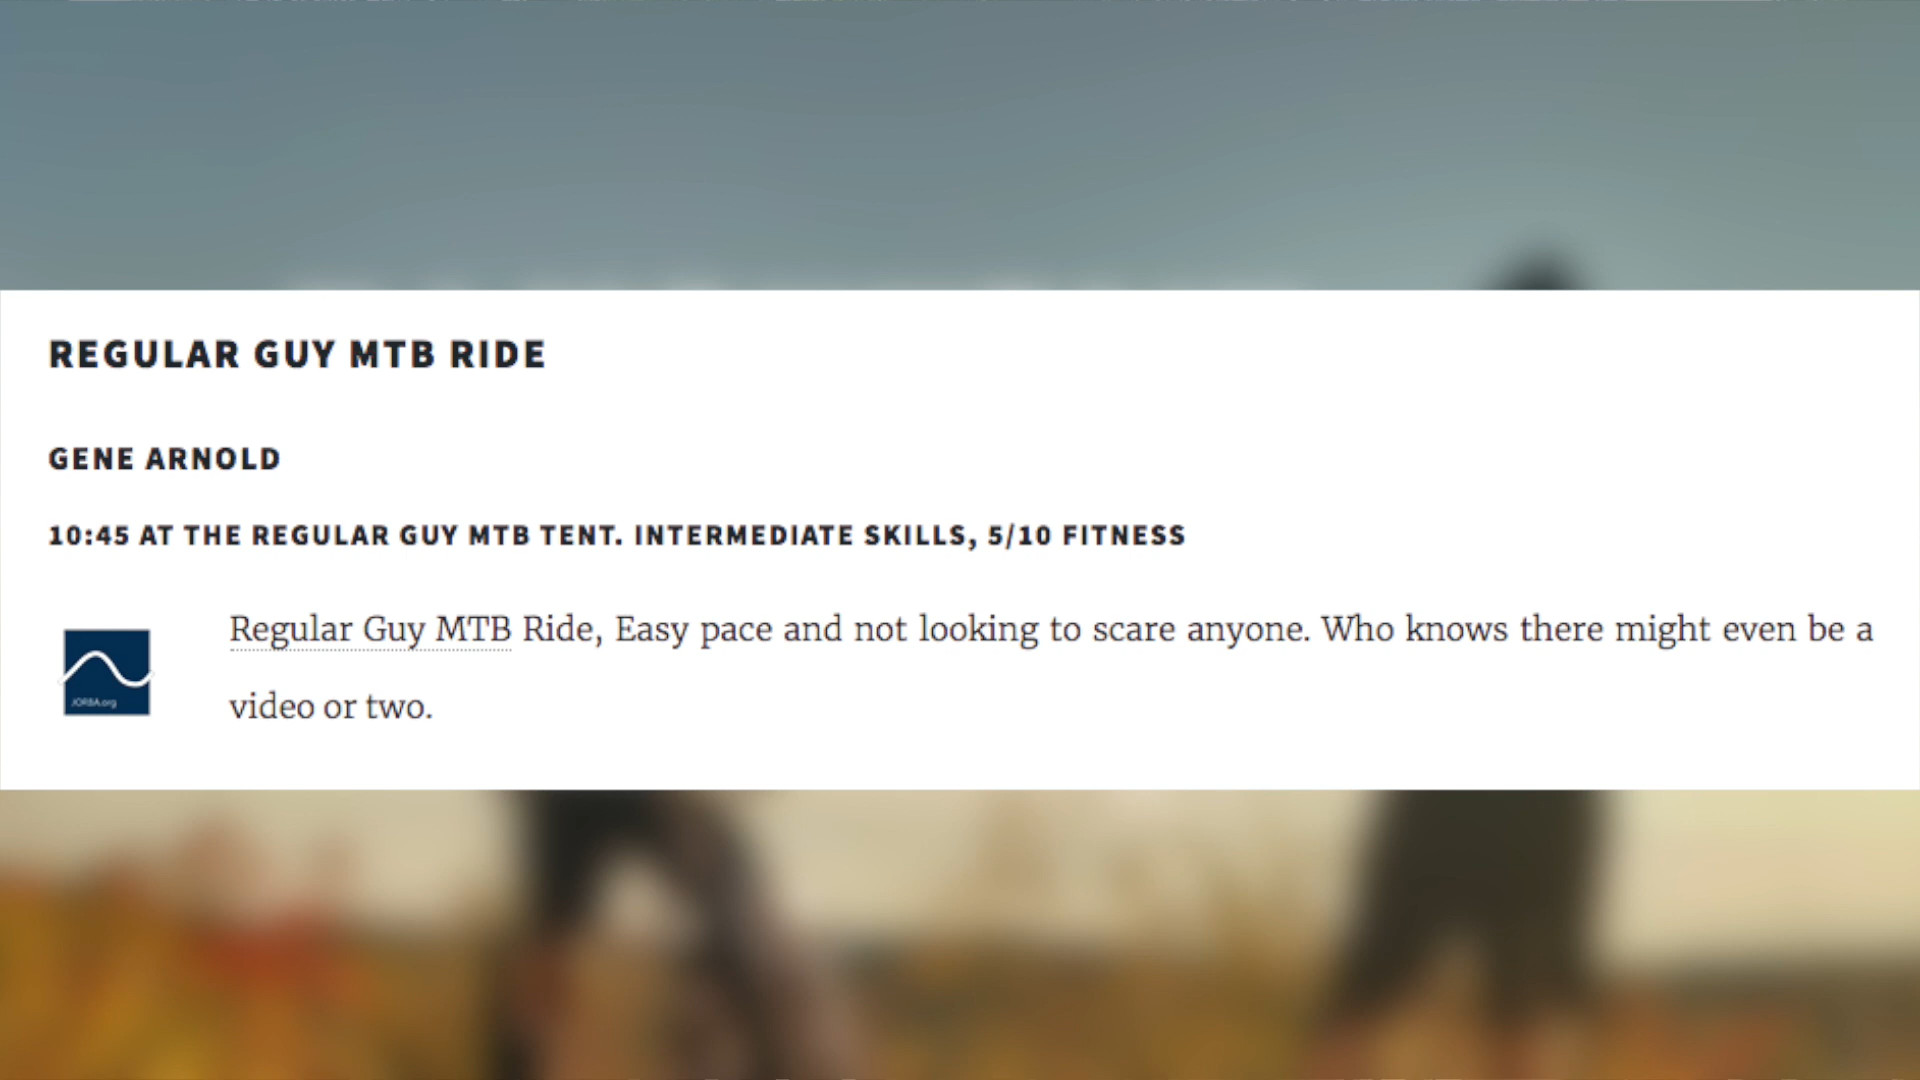 REGULAR GUY MTB RIDE
GENE ARNOLD
10:45 AT THE REGULAR GUY MTB TENT. INTERMEDIATE SKILLS, 5/10 FITNESS
Regular Guy MTB Ride, Easy pace and not looking to scare anyone. Who knows there might even be a
video or two.
JORBA.org